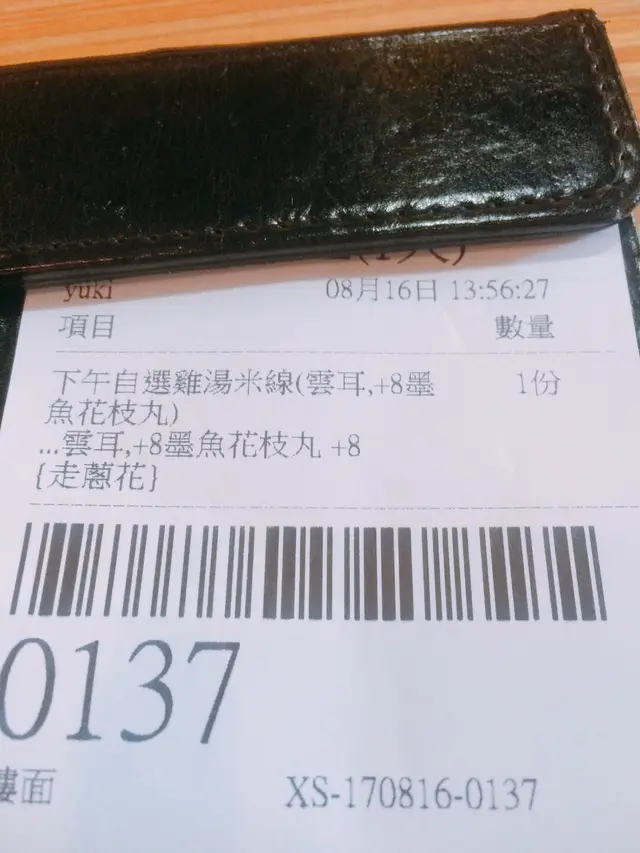 yuki 08月16日 13:56:27
項目 數量
下午自選雞湯米線(雲耳,+8墨 1份
魚花枝丸)
...雲耳,+8墨魚花枝丸 +8
{走蔥花}
0137
樓面 XS-170816-0137